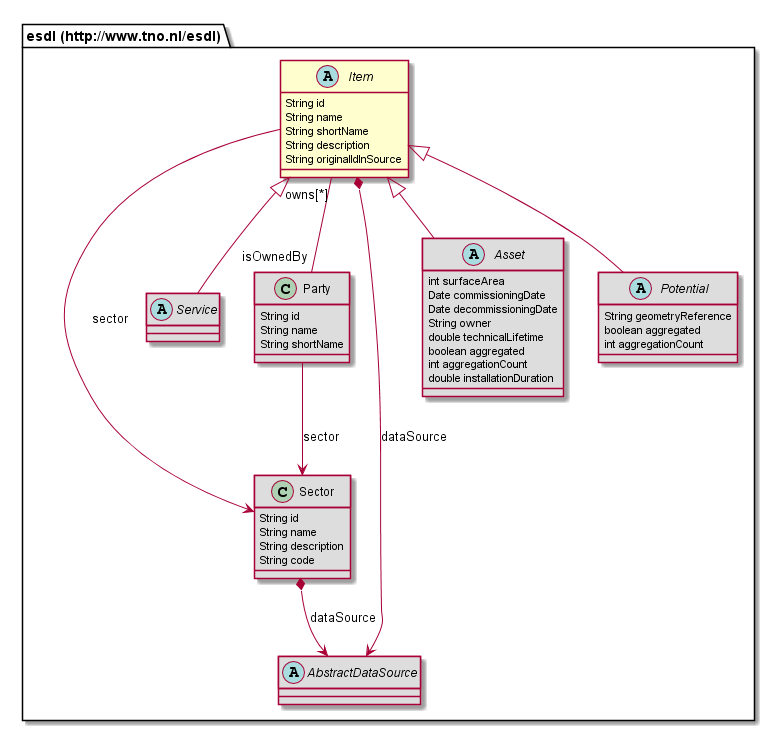 esdl (http://www.tno.nl/esdl)
A Item
String id
String name
String shortName
String description
String originalIdInSource
owns[*]
isOwnedBy
sector
A Service
C Party
String id
String name
String shortName
A Asset
int surfaceArea
Date commissioningDate
Date decommissioningDate
String owner
double technicalLifetime
boolean aggregated
int aggregationCount
double installationDuration
A Potential
String geometryReference
boolean aggregated
int aggregationCount
sector
dataSource
C Sector
String id
String name
String description
String code
dataSource
A AbstractDataSource